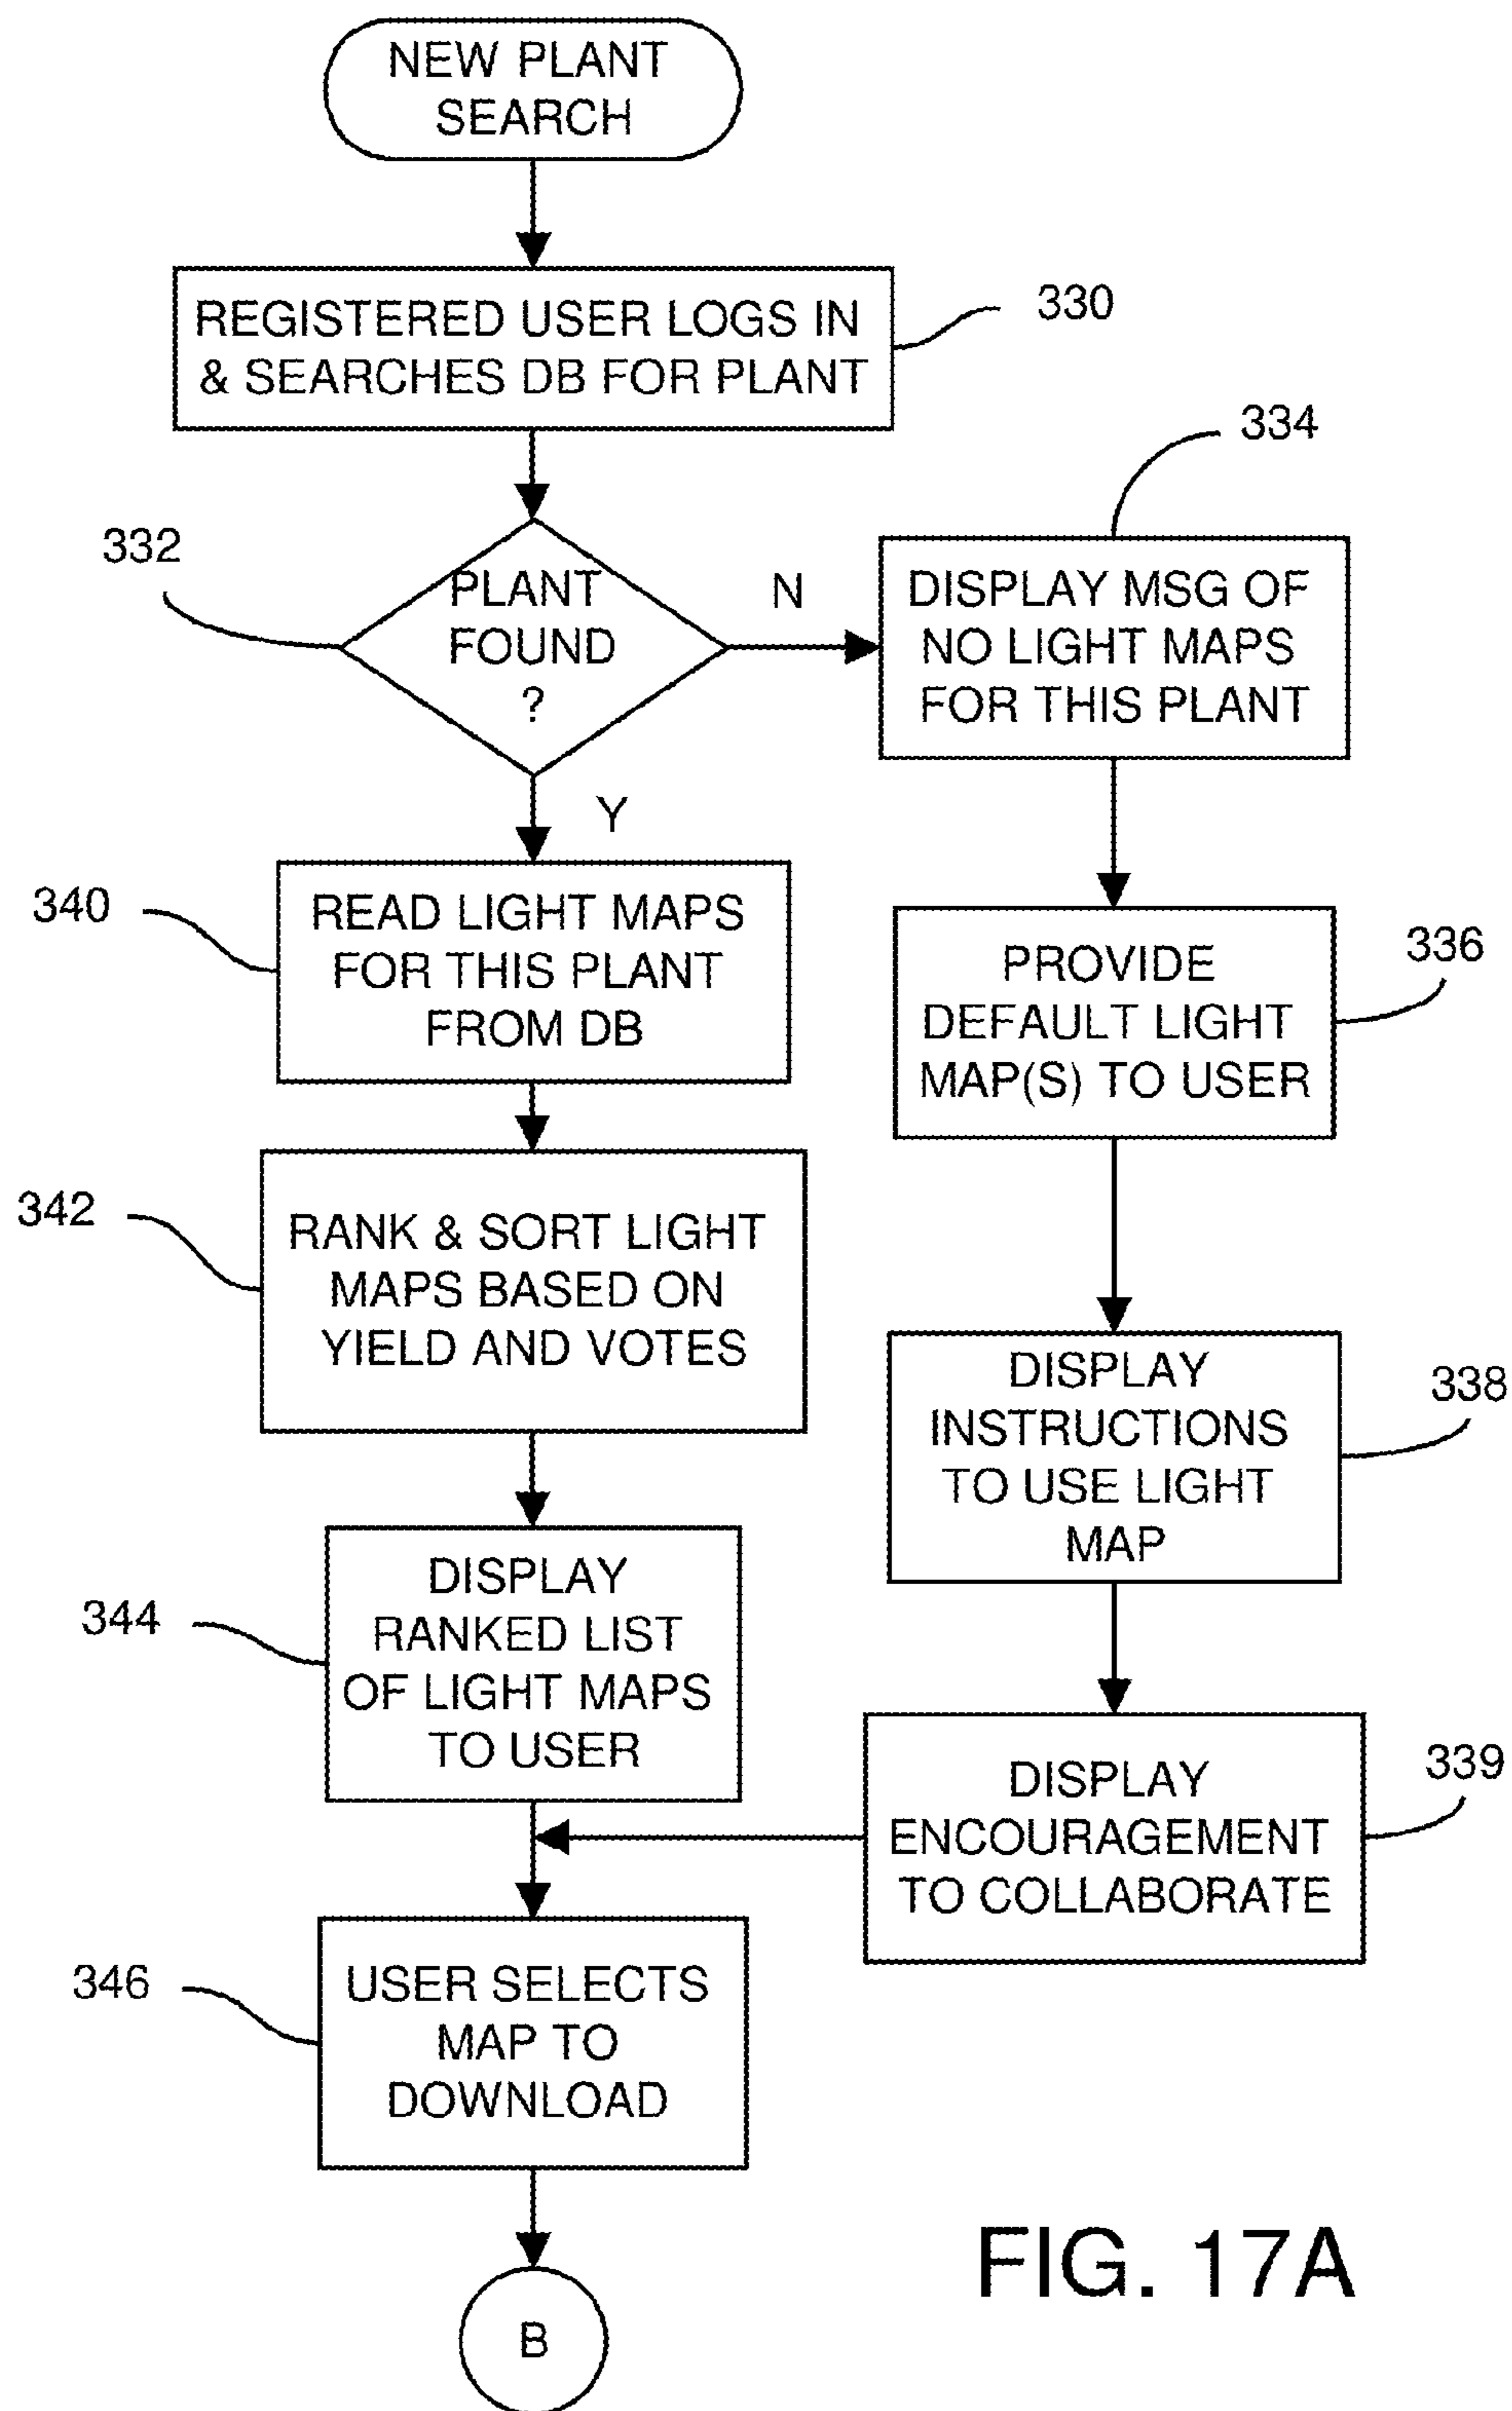 NEW PLANT
SEARCH
REGISTERED USER LOGS IN
& SEARCHES DB FOR PLANT
330
332
PLANT
FOUND
?
N
Y
334
DISPLAY MSG OF
NO LIGHT MAPS
FOR THIS PLANT
336
PROVIDE
DEFAULT LIGHT
MAP(S) TO USER
338
DISPLAY
INSTRUCTIONS
TO USE LIGHT
MAP
339
DISPLAY
ENCOURAGEMENT
TO COLLABORATE
340
READ LIGHT MAPS
FOR THIS PLANT
FROM DB
342
RANK & SORT LIGHT
MAPS BASED ON
YIELD AND VOTES
344
DISPLAY
RANKED LIST
OF LIGHT MAPS
TO USER
346
USER SELECTS
MAP TO
DOWNLOAD
B
FIG. 17A